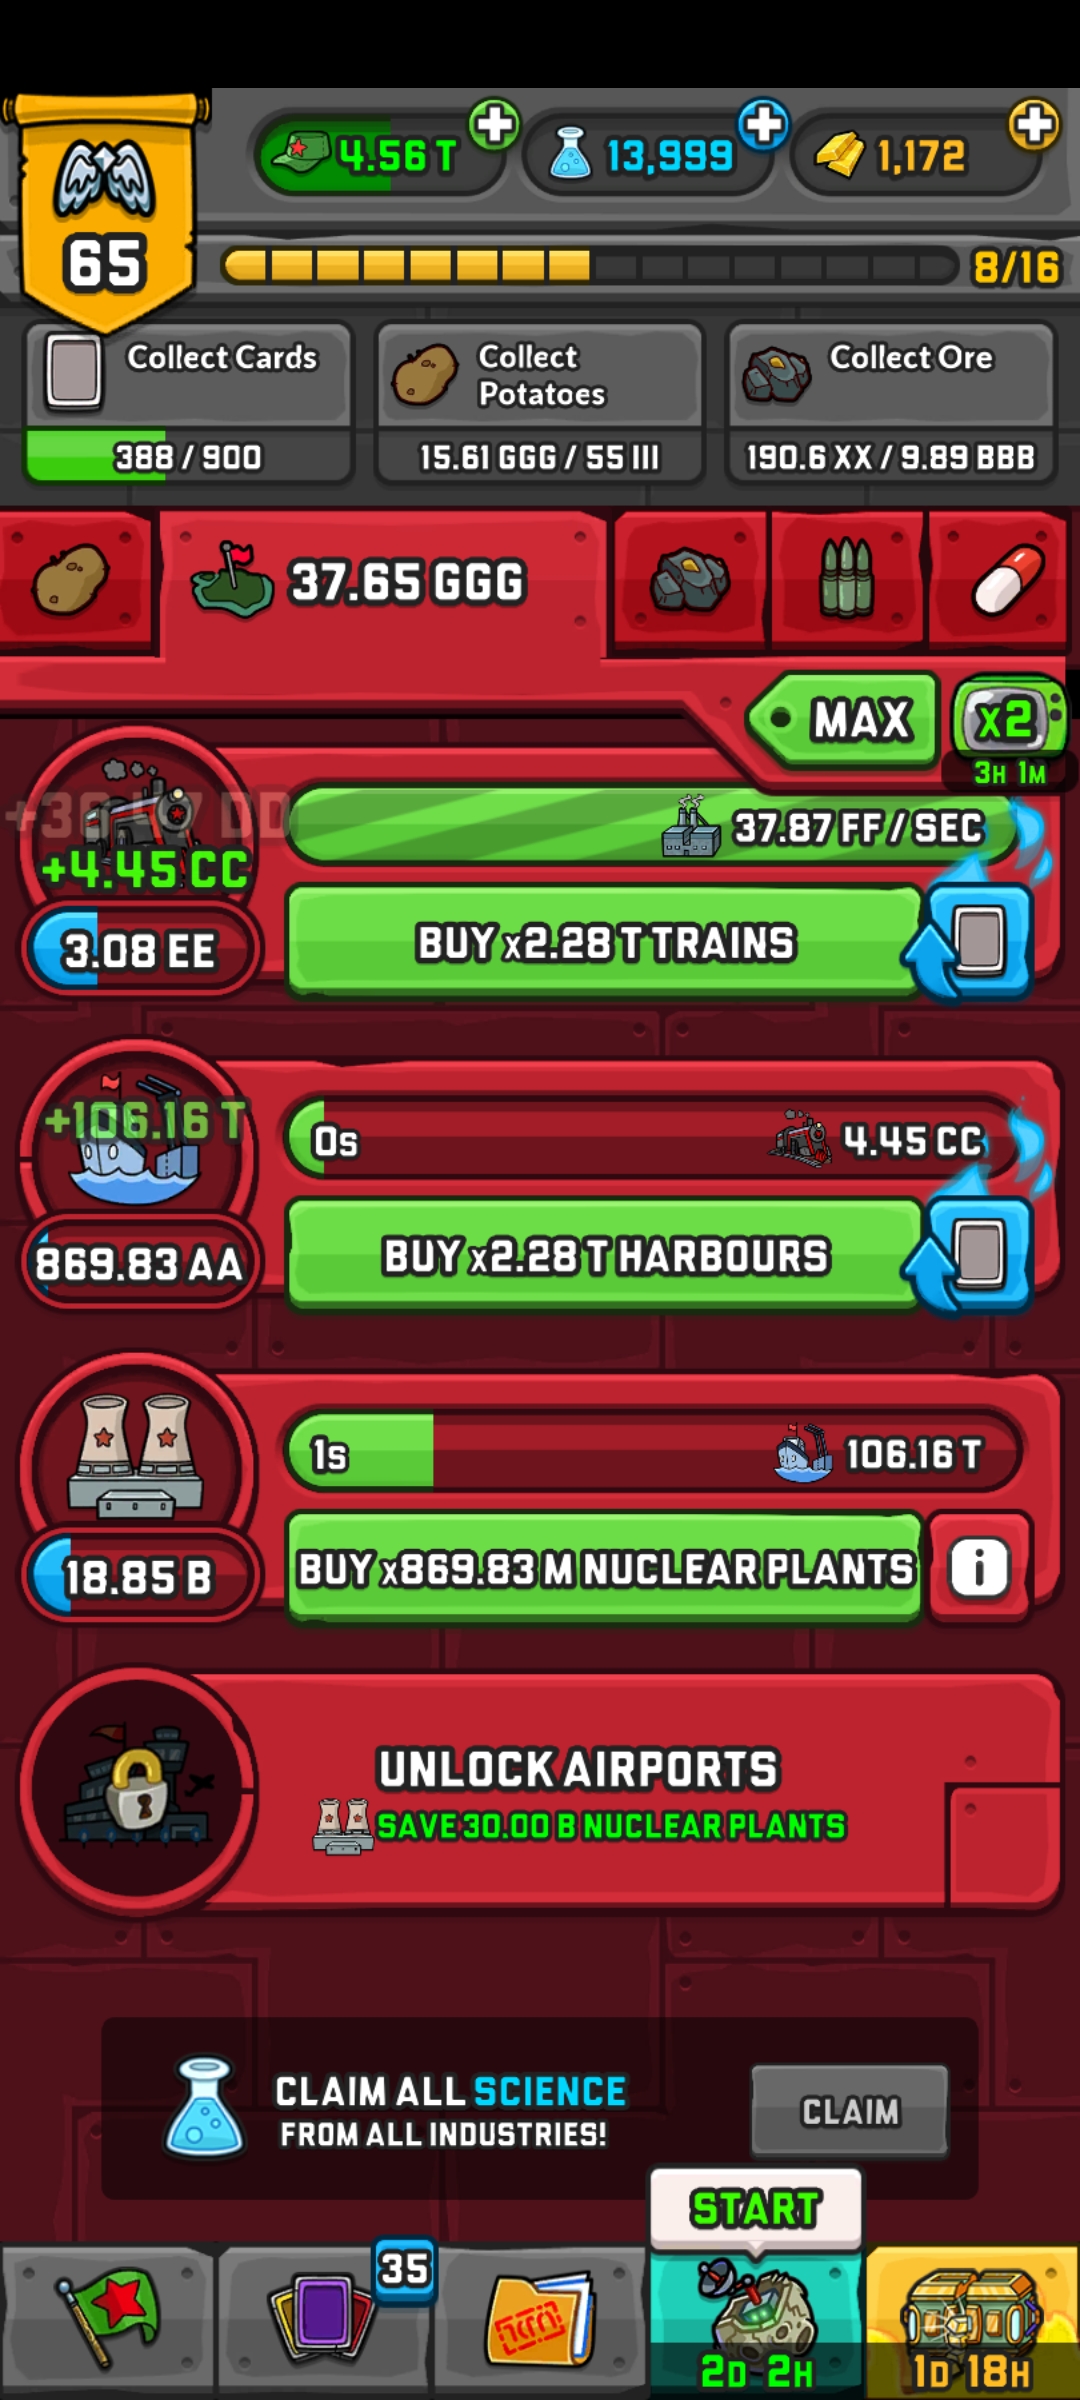 4.56 T
13,999
1,172
65
8/16
Collect Cards
388 / 900
Collect
Potatoes
15.61 GGG / 55 III
Collect Ore
190.6 XX / 9.89 BBB
37.65 GGG
MAX
x2
3H 1M
37.87 FF / SEC
+4.45 CC
3.08 EE
BUY x2.28 T TRAINS
+106.16 T
0s
4.45 CC
869.83 AA
BUY x2.28 T HARBOURS
1s
106.16 T
18.85 B
BUY x869.83 M NUCLEAR PLANTS
i
UNLOCK AIRPORTS
SAVE 30.00 B NUCLEAR PLANTS
CLAIM ALL SCIENCE
FROM ALL INDUSTRIES!
CLAIM
START
35
2D 2H
1D 18H